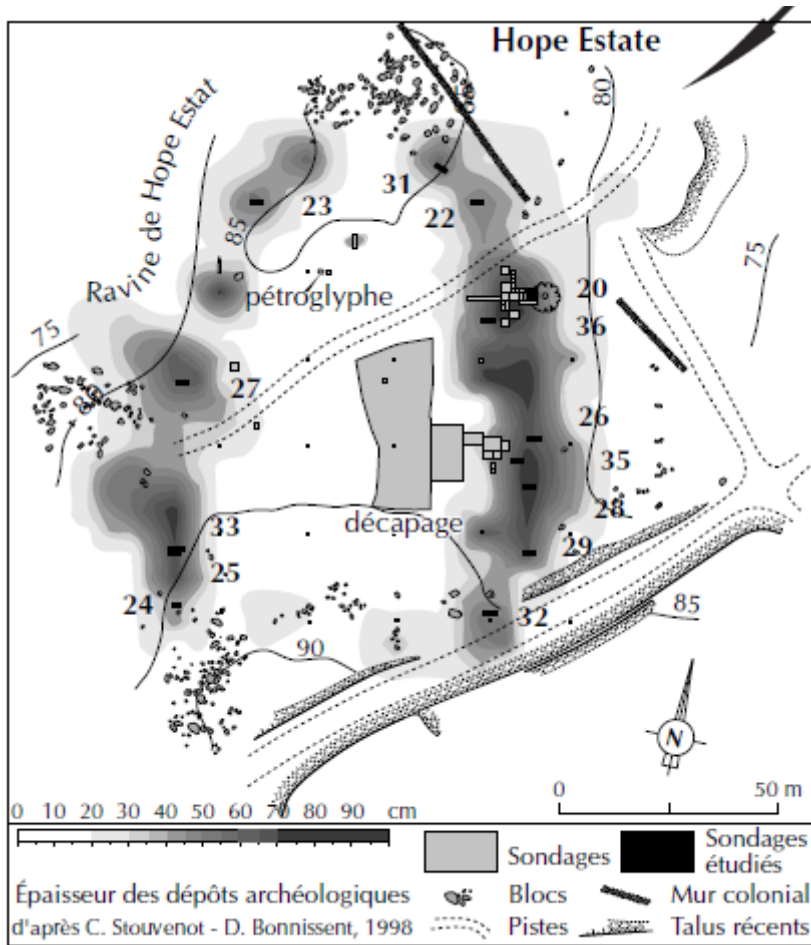 Hope Estate
80
Ravine de Hope Estat
31
23
22
85
75
pétroglyphe
20
36
75
27
26
35
décapage
28
33
29
25
24
32
85
90
N
0 50 m
0 10 20 30 40 50 60 70 80 90 cm
Sondages
Sondages étudiés
Épaisseur des dépôts archéologiques
Blocs
Mur colonial
d'après C. Stouvenot - D. Bonnissent, 1998
Pistes
Talus récents